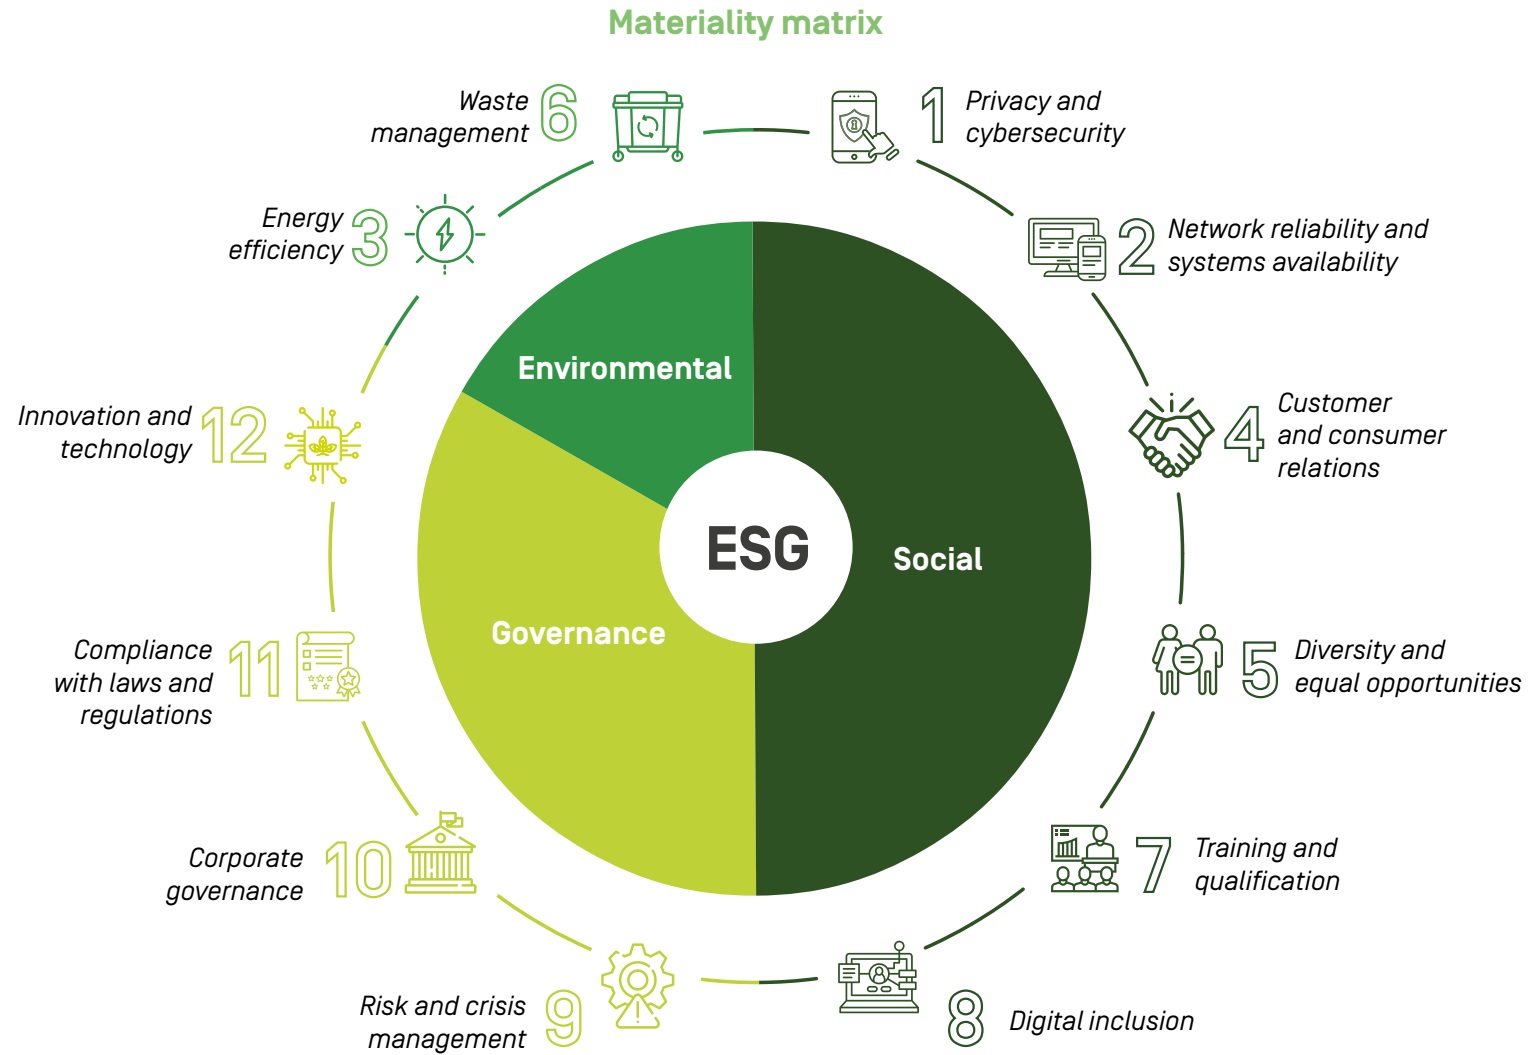 Materiality matrix
1
Privacy and
cybersecurity
2
Network reliability and
systems availability
4
Customer
and consumer
relations
5
Diversity and
equal opportunities
7
Training and
qualification
8
Digital inclusion
Risk and crisis
management
9
Corporate
governance
10
Compliance
with laws and
regulations
11
Innovation and
technology
12
Energy
efficiency
3
Waste
management
6
Environmental
Social
Governance
ESG